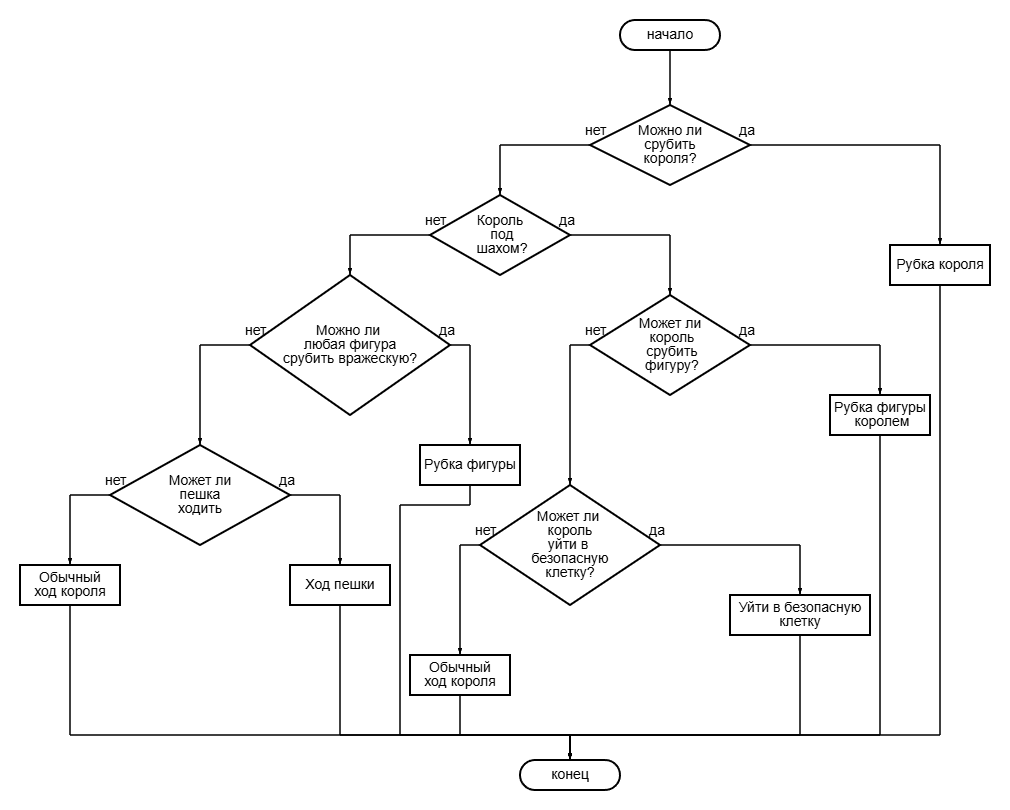 начало
нет
Можно ли
срубить
короля?
да
нет
Король
под
шахом?
да
Рубка короля
нет
Можно ли
любая фигура
срубить вражескую?
да
нет
Может ли
король
срубить
фигуру?
да
Рубка фигуры
королем
Рубка фигуры
нет
Может ли
пешка
ходить
да
нет
Может ли
король
уйти в
безопасную
клетку?
да
Обычный
ход короля
Ход пешки
Уйти в безопасную
клетку
Обычный
ход короля
конец